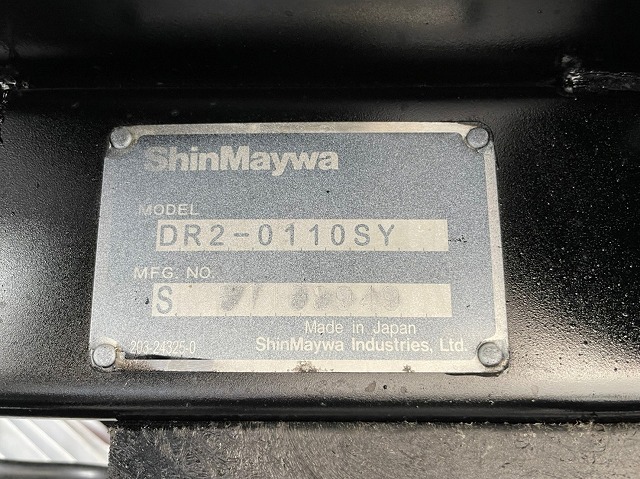 ShinMaywa
MODEL
DR2-0110SY
MFG. NO.
S
Made in Japan
203-24325-0 ShinMaywa Industries, Ltd.